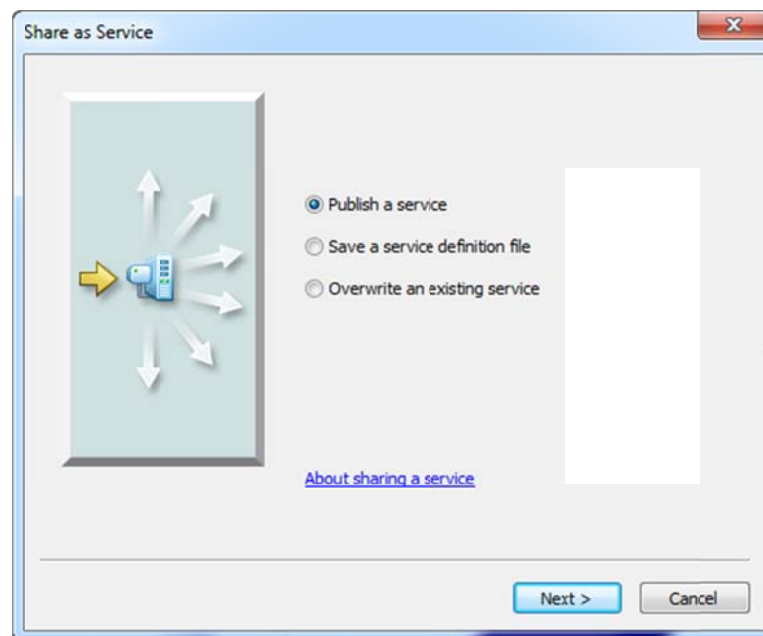 Share as Service
Publish a service
Save a service definition file
Overwrite an existing service
About sharing a service
Next >
Cancel